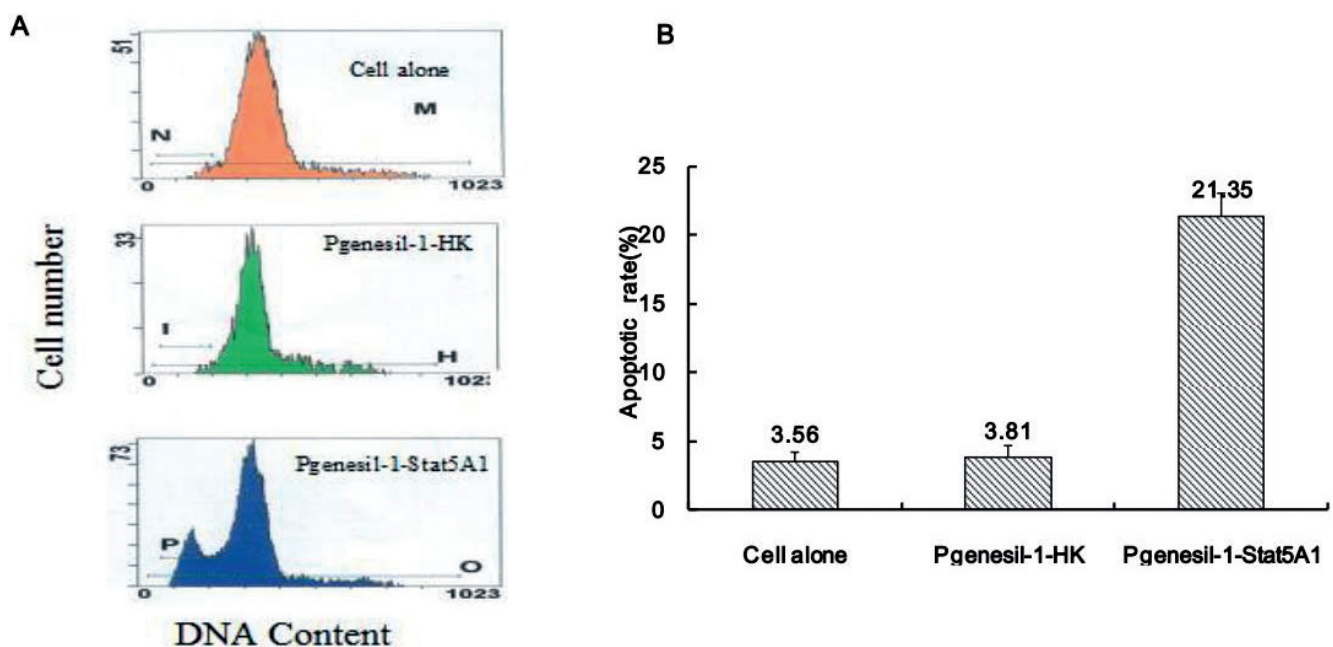 A
51
Cell alone
M
N
0 1023
Cell number
33
Pgenesil-1-HK
I
H
0 102
73
Pgenesil-1-Stat5A1
P
O
0 1023
DNA Content
B
Apoptotic rate(%)
25
20
15
10
5
0
3.56
3.81
21.35
Cell alone Pgenesil-1-HK Pgenesil-1-Stat5A1